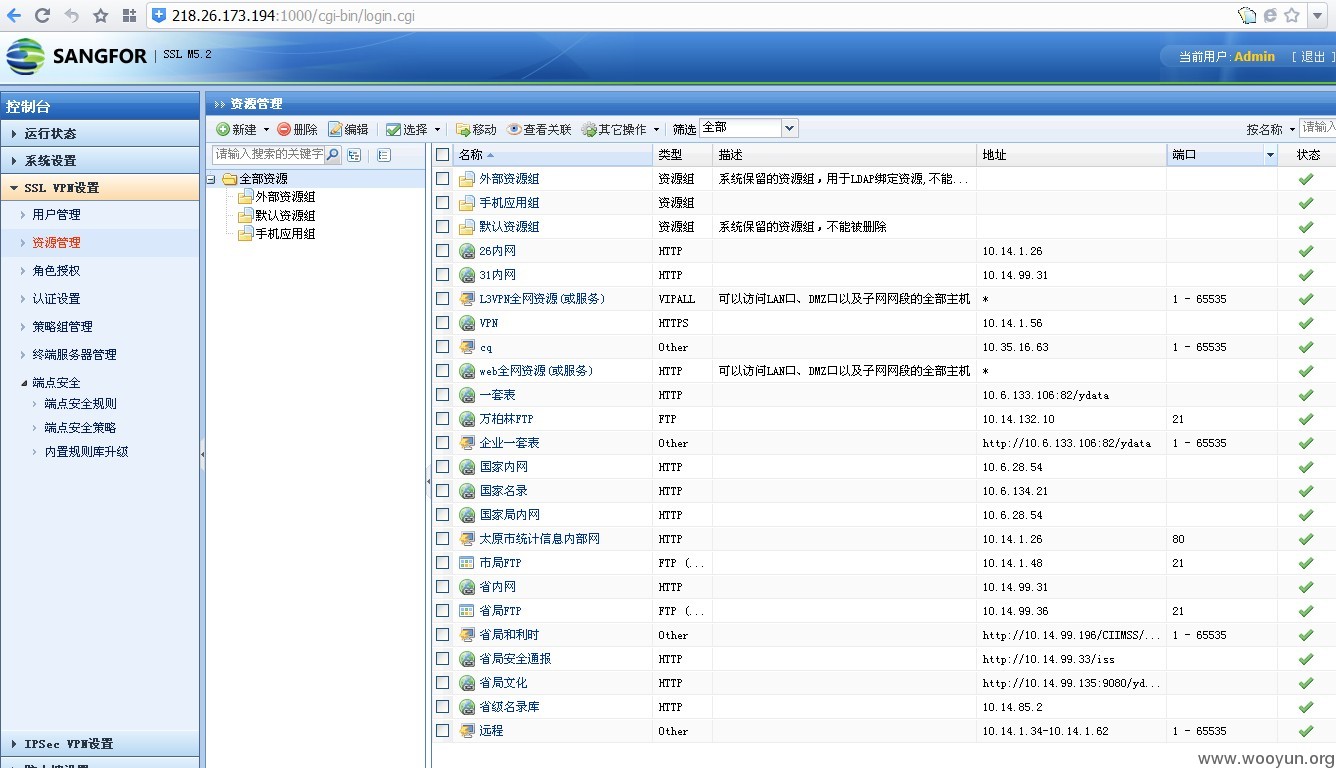 218.26.173.194:1000/cgi-bin/login.cgi
SANGFOR | SSL M5.2
当前用户:Admin [ 退出 ]
控制台
运行状态
系统设置
SSL VPN设置
用户管理
资源管理
角色授权
认证设置
策略组管理
终端服务器管理
端点安全
端点安全规则
端点安全策略
内置规则库升级
IPSec VPN设置
资源管理
新建 删除 编辑 选择 移动 查看关联 其它操作 筛选 全部 按名称 请输入
请输入搜索的关键字
全部资源
外部资源组
默认资源组
手机应用组
名称 类型 描述 地址 端口 状态
外部资源组 资源组 系统保留的资源组，用于LDAP绑定资源,不能...
手机应用组 资源组
默认资源组 资源组 系统保留的资源组，不能被删除
26内网 HTTP 10.14.1.26
31内网 HTTP 10.14.99.31
L3VPN全网资源(或服务) VIPALL 可以访问LAN口、DMZ口以及子网网段的全部主机 * 1 - 65535
VPN HTTPS 10.14.1.56
cq Other 10.35.16.63 1 - 65535
web全网资源(或服务) HTTP 可以访问LAN口、DMZ口以及子网网段的全部主机 *
一套表 HTTP 10.6.133.106:82/ydata
万柏林FTP FTP 10.14.132.10 21
企业一套表 Other http://10.6.133.106:82/ydata 1 - 65535
国家内网 HTTP 10.6.28.54
国家名录 HTTP 10.6.134.21
国家局内网 HTTP 10.6.28.54
太原市统计信息内部网 HTTP 10.14.1.26 80
市局FTP FTP (... 10.14.1.48 21
省内网 HTTP 10.14.99.31
省局FTP FTP (... 10.14.99.36 21
省局和利时 Other http://10.14.99.196/CIIMSS/... 1 - 65535
省局安全通报 HTTP http://10.14.99.33/iss
省局文化 HTTP http://10.14.99.135:9080/yd...
省级名录库 HTTP 10.14.85.2
远程 Other 10.14.1.34-10.14.1.62 1 - 65535
www.wooyun.org